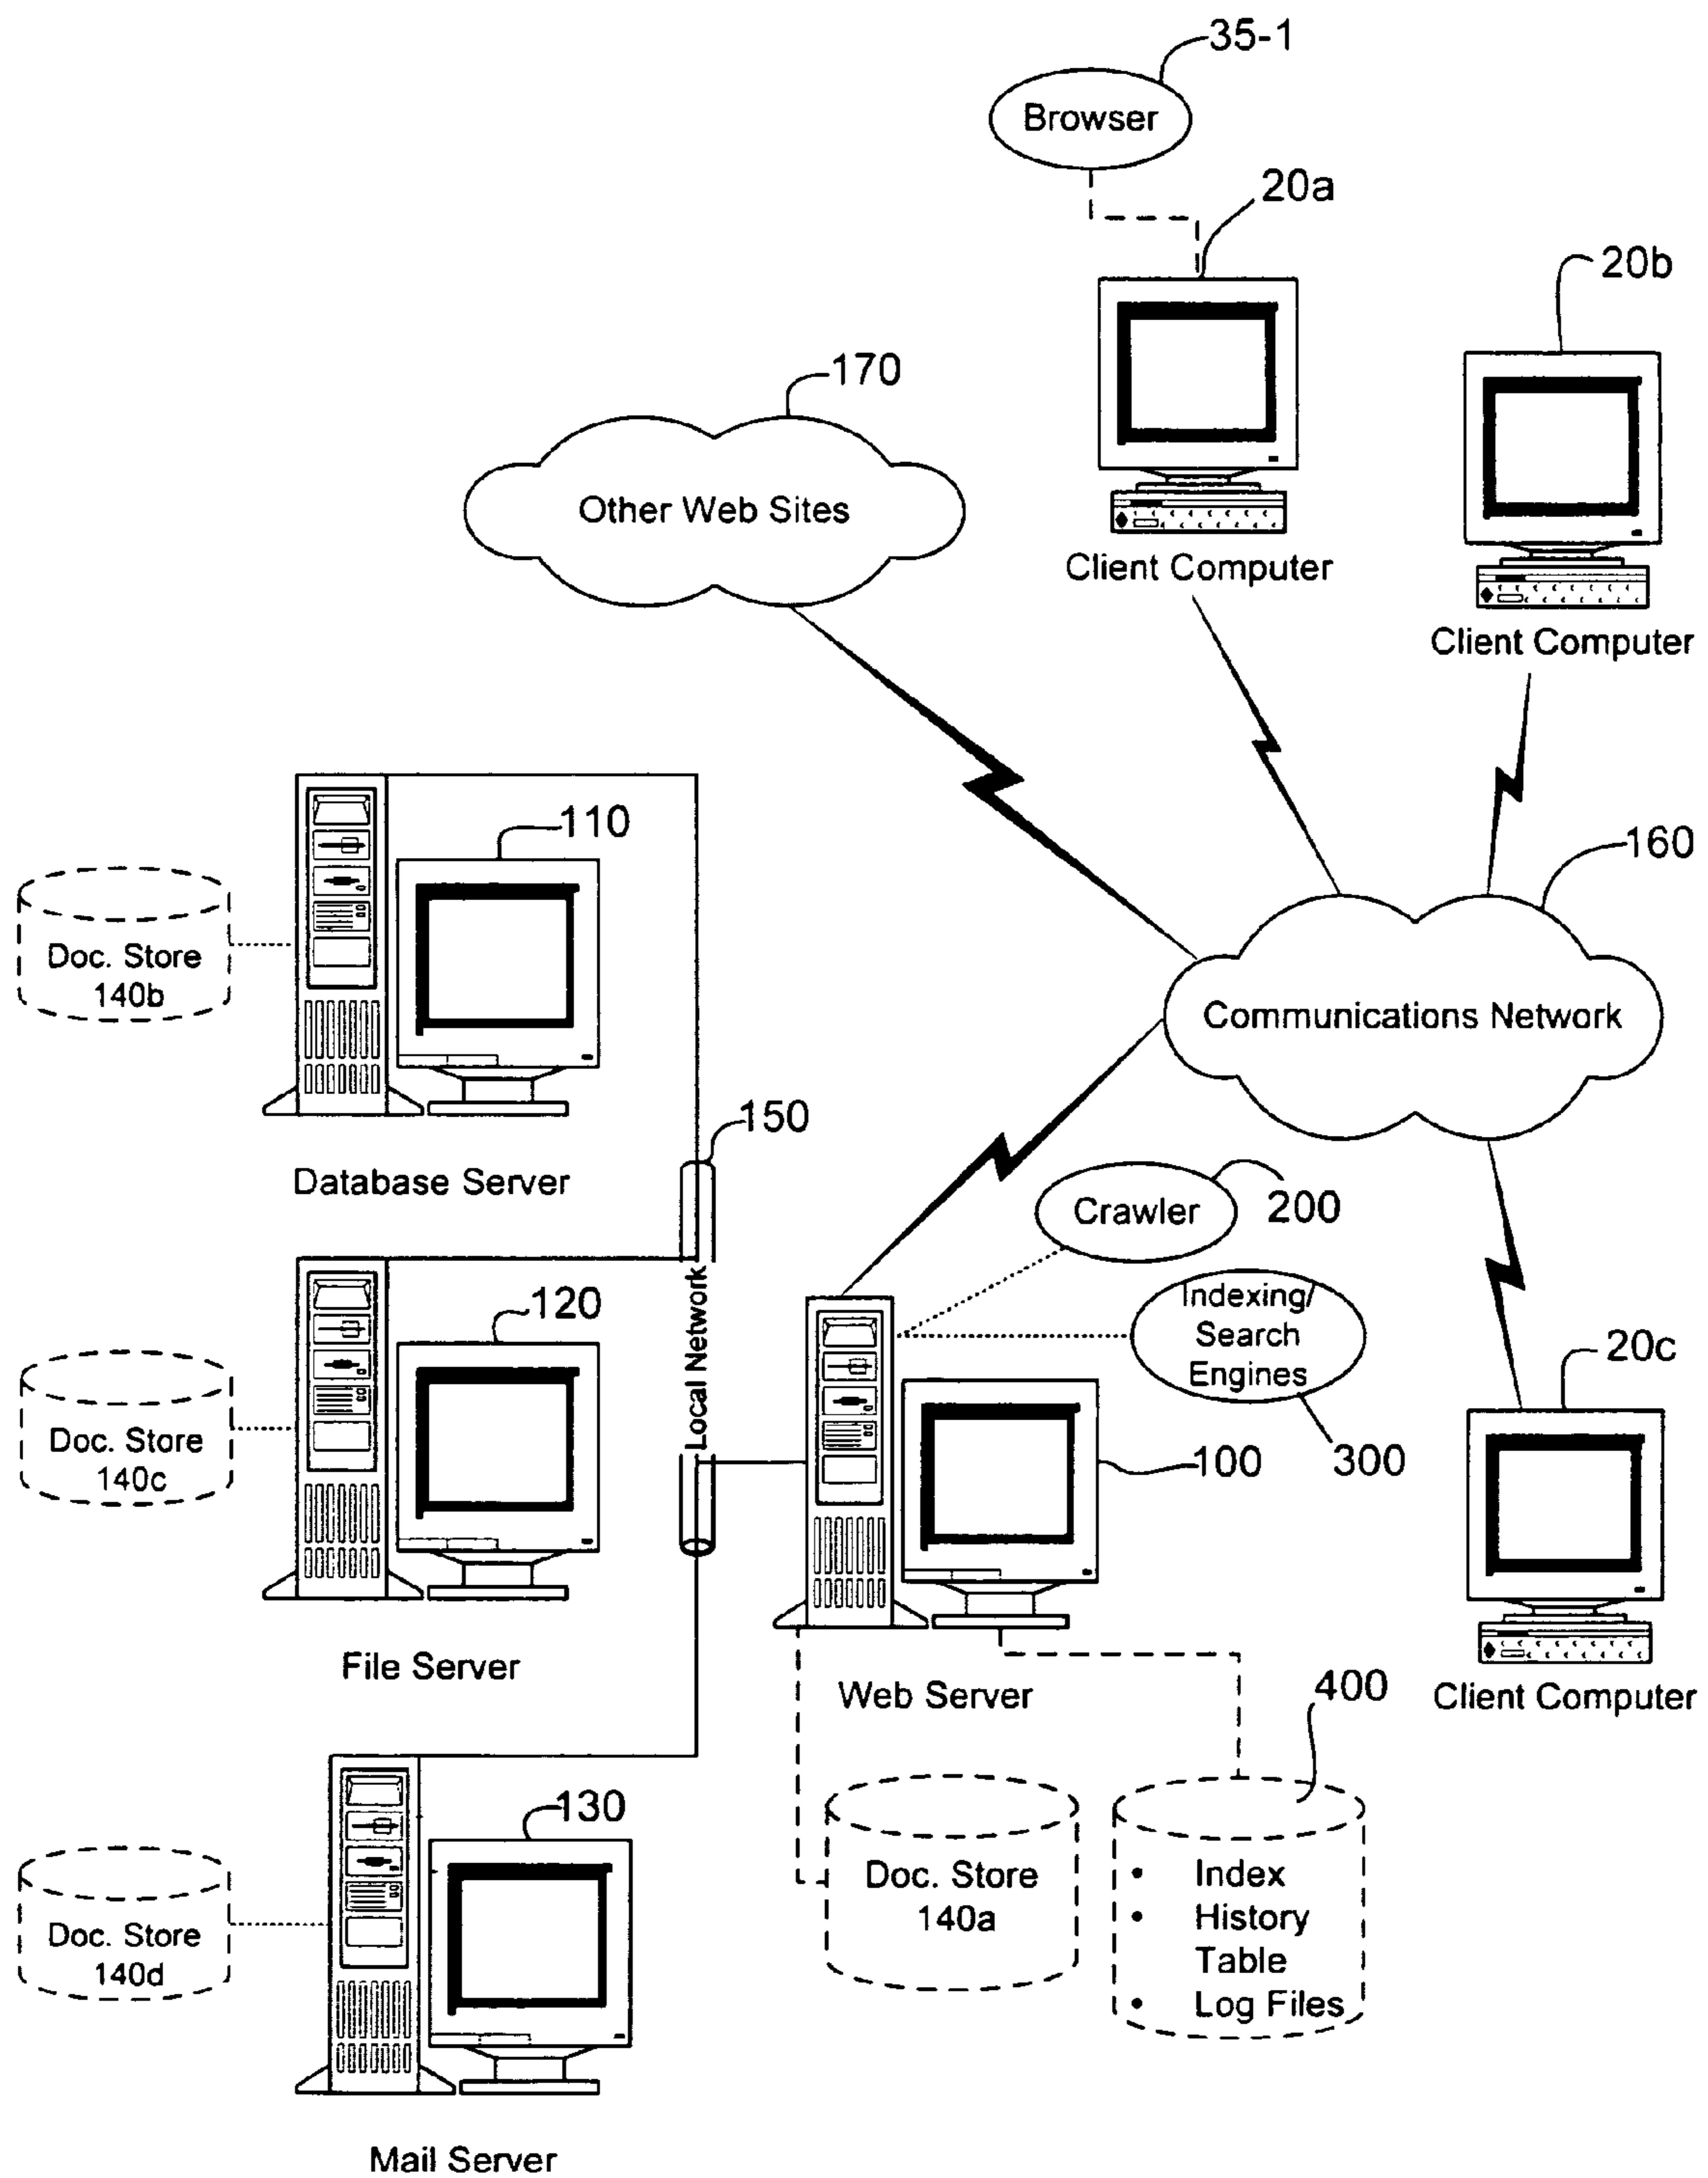 35-1
Browser
20a
20b
170
Other Web Sites
Client Computer
Client Computer
110
160
Doc. Store
140b
Communications Network
150
Database Server
200
Crawler
Local Network
120
Indexing/
Search
Engines
20c
Doc. Store
140c
100
300
File Server
Web Server
400
Client Computer
130
Doc. Store
140a
• Index
• History
Table
• Log Files
Doc. Store
140d
Mail Server